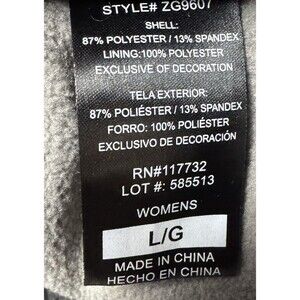 STYLE# ZG9607
SHELL:
87% POLYESTER / 13% SPANDEX
LINING:100% POLYESTER
EXCLUSIVE OF DECORATION
TELA EXTERIOR:
87% POLIÉSTER / 13% SPANDEX
FORRO: 100% POLIÉSTER
EXCLUSIVO DE DECORACIÓN
RN#117732
LOT #: 585513
WOMENS
L/G
MADE IN CHINA
HECHO EN CHINA